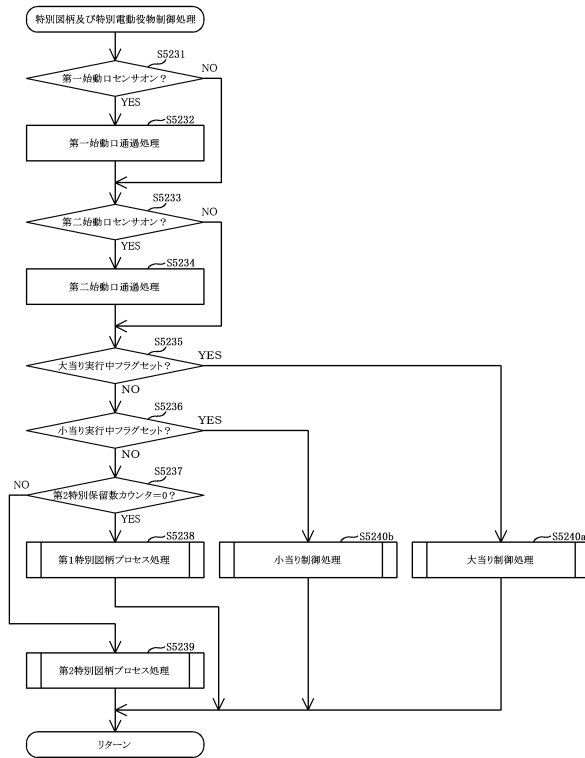 特別図柄及び特別電動役物制御処理
S5231
第一始動口センサオン？
NO
YES
S5232
第一始動口通過処理
S5233
第二始動口センサオン？
NO
YES
S5234
第二始動口通過処理
S5235
大当り実行中フラグセット？
YES
NO
S5236
小当り実行中フラグセット？
YES
NO
S5237
第2特別保留数カウンタ=0？
NO
YES
S5238
第1特別図柄プロセス処理
S5240b
小当り制御処理
S5240a
大当り制御処理
S5239
第2特別図柄プロセス処理
リターン